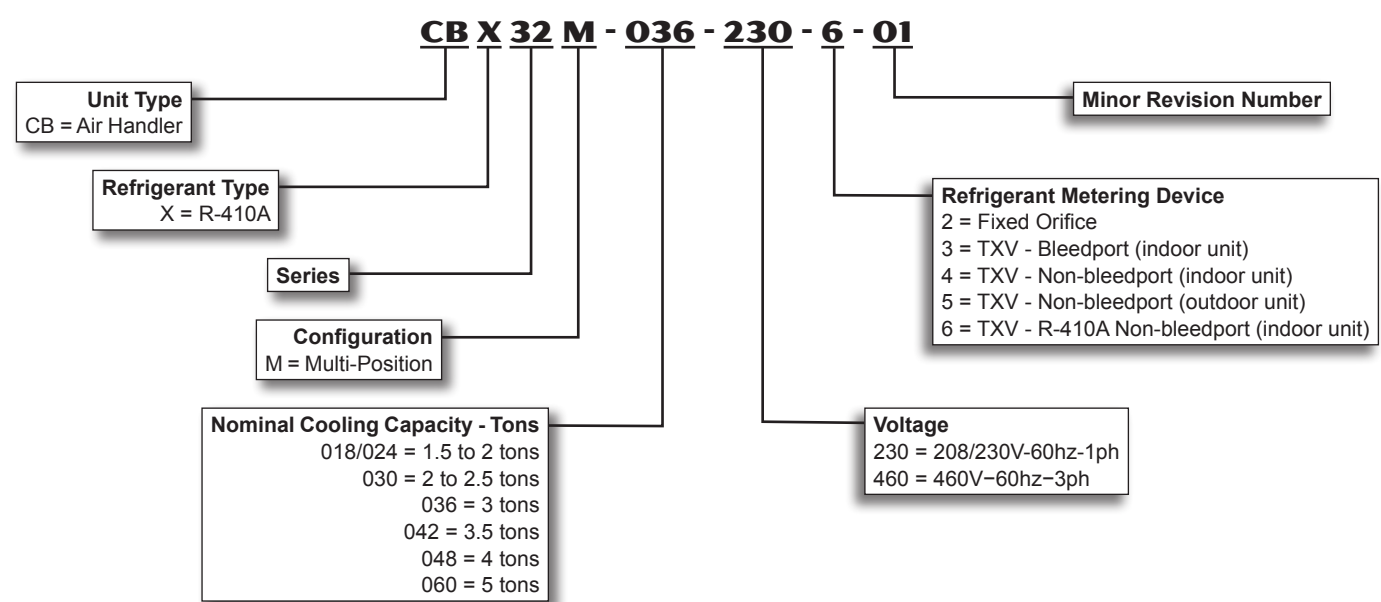 CB X 32 M - 036 - 230 - 6 - 01
Unit Type
CB = Air Handler
Refrigerant Type
X = R-410A
Series
Configuration
M = Multi-Position
Nominal Cooling Capacity - Tons
018/024 = 1.5 to 2 tons
030 = 2 to 2.5 tons
036 = 3 tons
042 = 3.5 tons
048 = 4 tons
060 = 5 tons
Minor Revision Number
Refrigerant Metering Device
2 = Fixed Orifice
3 = TXV - Bleedport (indoor unit)
4 = TXV - Non-bleedport (indoor unit)
5 = TXV - Non-bleedport (outdoor unit)
6 = TXV - R-410A Non-bleedport (indoor unit)
Voltage
230 = 208/230V-60hz-1ph
460 = 460V−60hz−3ph